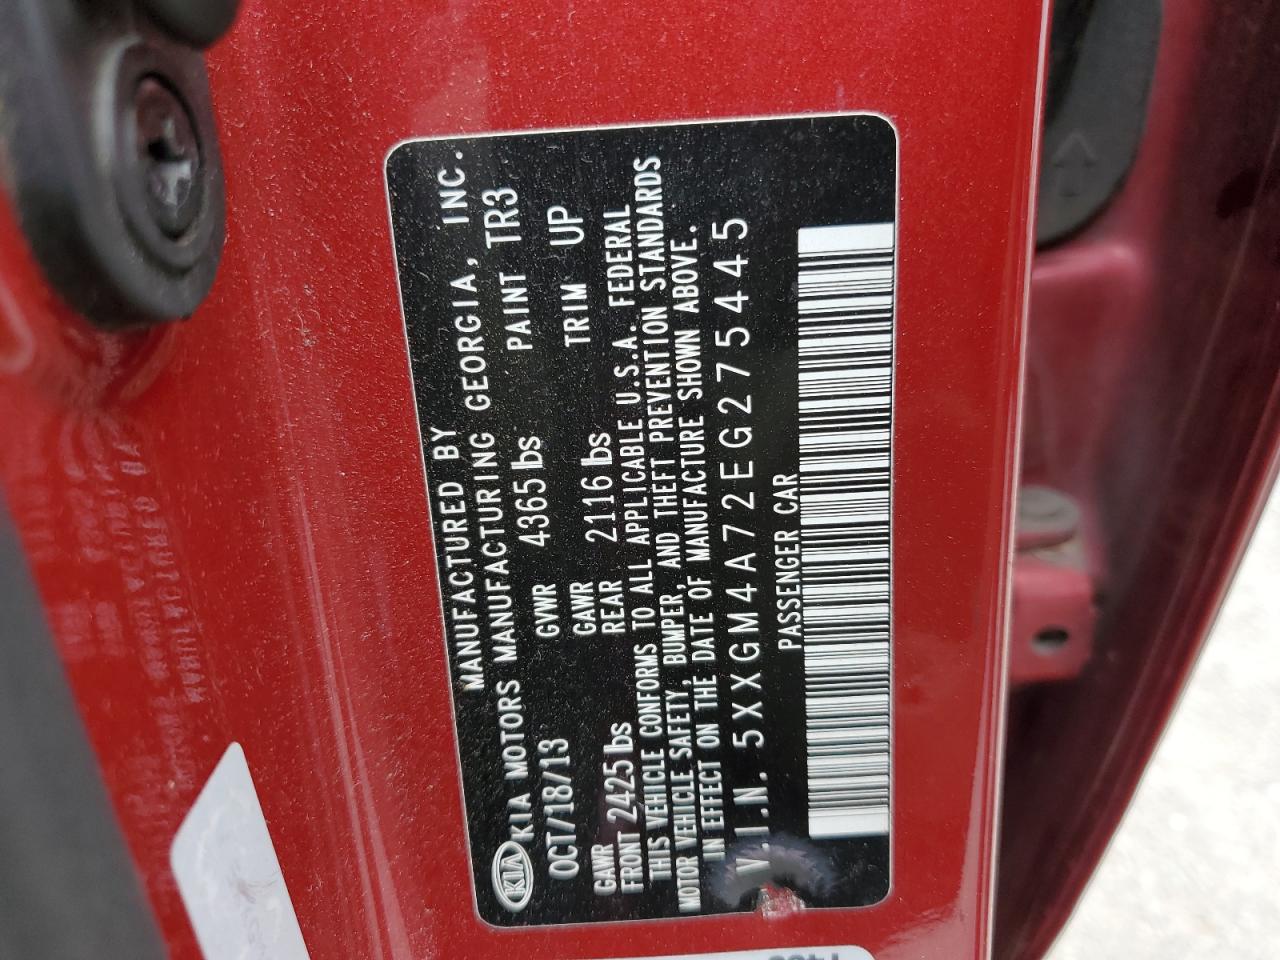 MANUFACTURED BY
KIA KIA MOTORS MANUFACTURING GEORGIA, INC.
OCT/18/13 GVWR 4365 lbs PAINT TR3
GAWR FRONT 2425 lbs GAWR REAR 2116 lbs TRIM UP
THIS VEHICLE CONFORMS TO ALL APPLICABLE U.S.A. FEDERAL
MOTOR VEHICLE SAFETY, BUMPER, AND THEFT PREVENTION STANDARDS
IN EFFECT ON THE DATE OF MANUFACTURE SHOWN ABOVE.
V.I.N. 5XXGM4A72EG275445
PASSENGER CAR